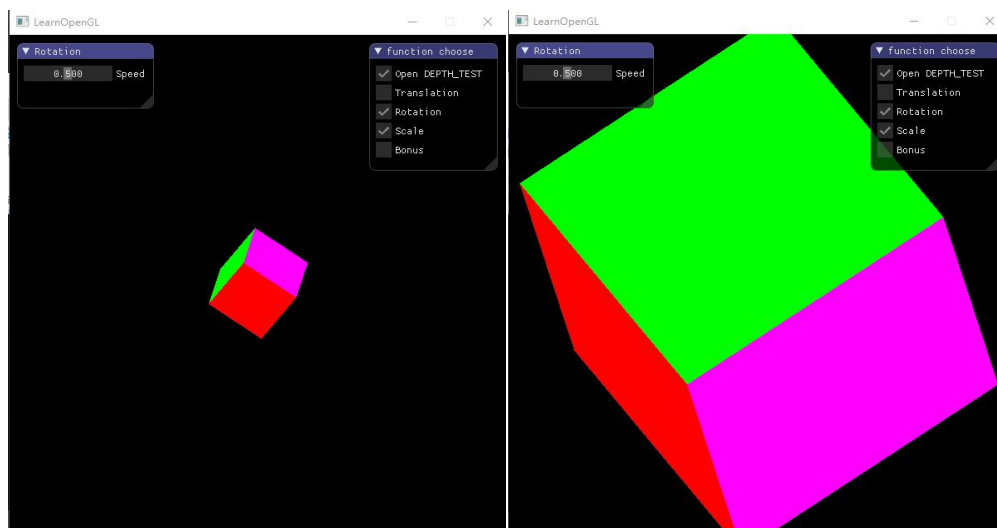 LearnOpenGL
▼ Rotation
0.500 Speed
▼ function choose
Open DEPTH_TEST
Translation
Rotation
Scale
Bonus
LearnOpenGL
▼ Rotation
0.500 Speed
▼ function choose
Open DEPTH_TEST
Translation
Rotation
Scale
Bonus